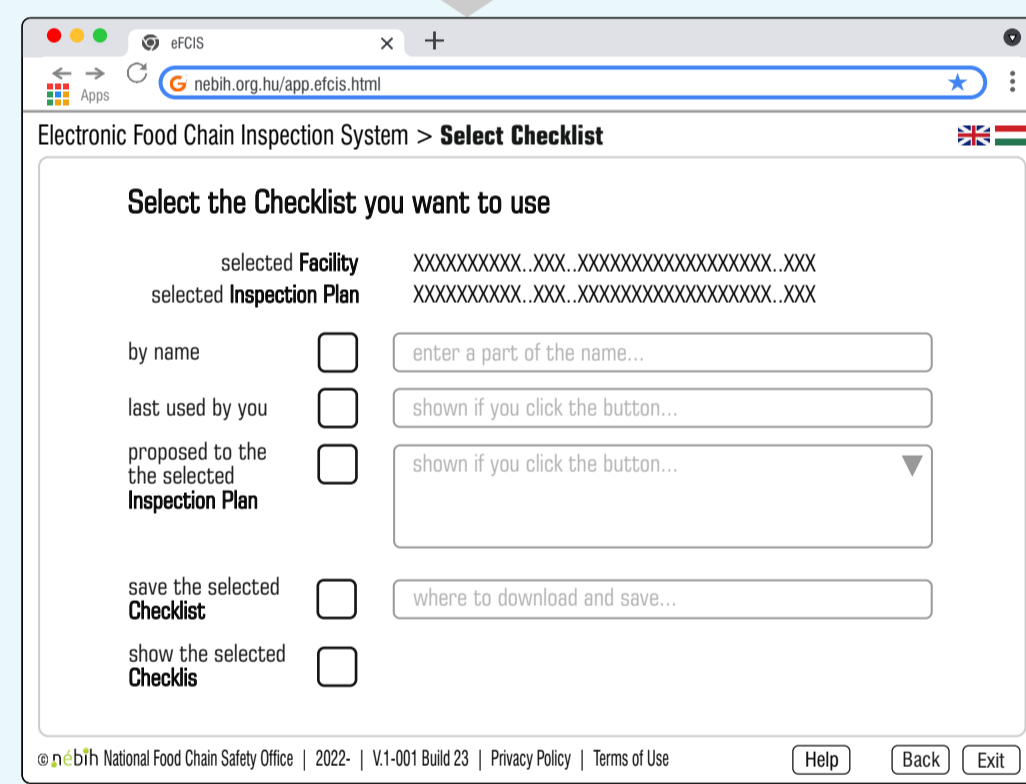 eFCIS
Apps
nebih.org.hu/app.efcis.html
Electronic Food Chain Inspection System > Select Checklist
Select the Checklist you want to use
selected Facility XXXXXXXXXX..XXX..XXXXXXXXXXXXXXXXXX..XXX
selected Inspection Plan XXXXXXXXXX..XXX..XXXXXXXXXXXXXXXXXX..XXX
by name enter a part of the name...
last used by you shown if you click the button...
proposed to the
the selected
Inspection Plan
shown if you click the button...
save the selected
Checklist
where to download and save...
show the selected
Checklis
© nébih National Food Chain Safety Office | 2022- | V.1-001 Build 23 | Privacy Policy | Terms of Use Help Back Exit